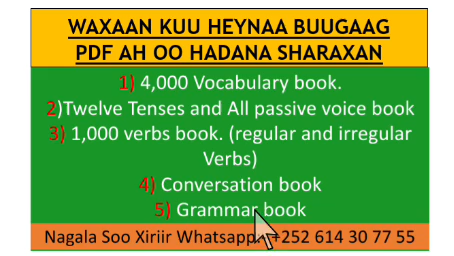 WAXAAN KUU HEYNAA BUUGAAG
PDF AH OO HADANA SHARAXAN
1) 4,000 Vocabulary book.
2)Twelve Tenses and All passive voice book
3) 1,000 verbs book. (regular and irregular
Verbs)
4) Conversation book
5) Grammar book
Nagala Soo Xiriir Whatsapp: +252 614 30 77 55